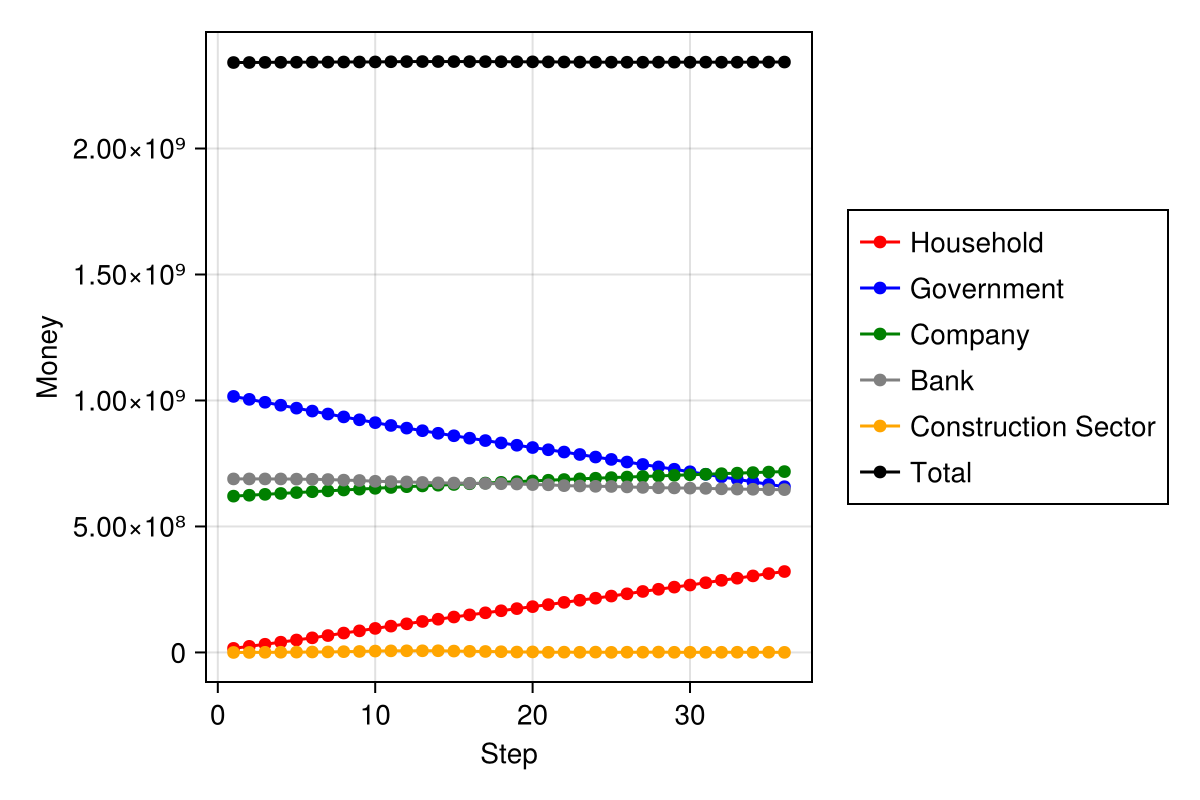 2.00×10⁹
1.50×10⁹
1.00×10⁹
5.00×10⁸
0
Money
0 10 20 30
Step
Household
Government
Company
Bank
Construction Sector
Total